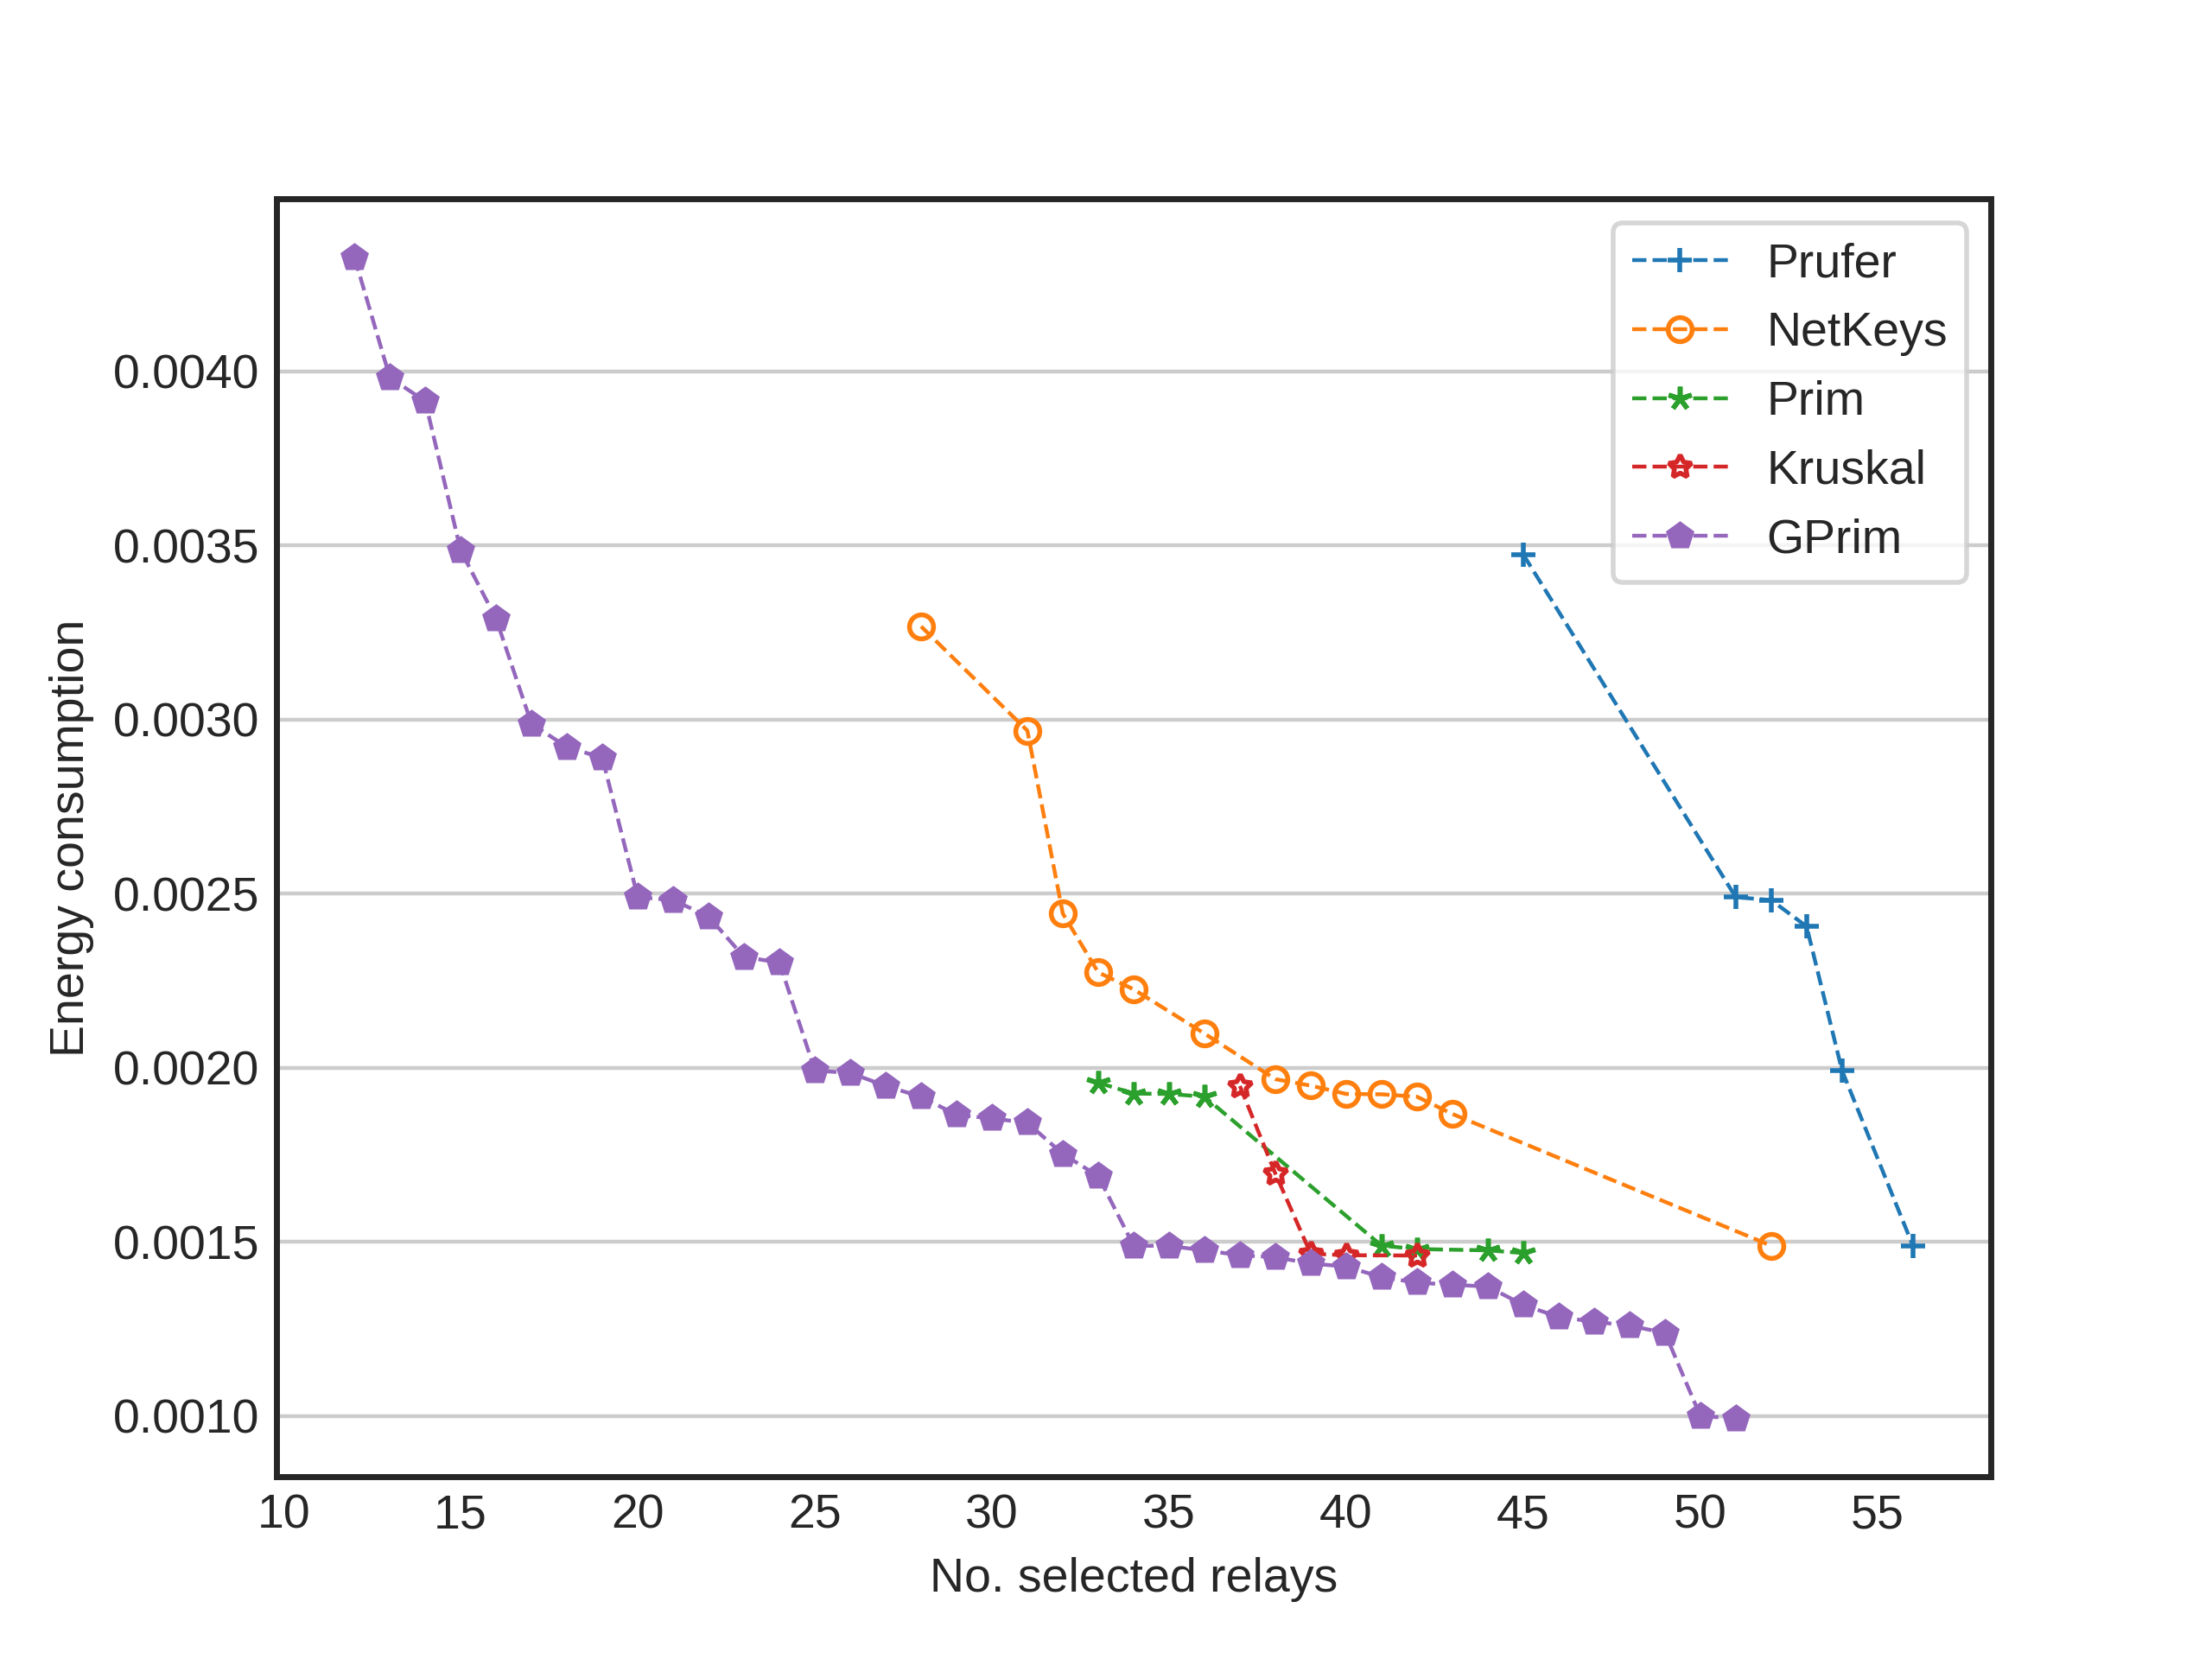 Prufer
NetKeys
Prim
Kruskal
GPrim
0.0040
0.0035
0.0030
0.0025
0.0020
0.0015
0.0010
Energy consumption
10 15 20 25 30 35 40 45 50 55
No. selected relays